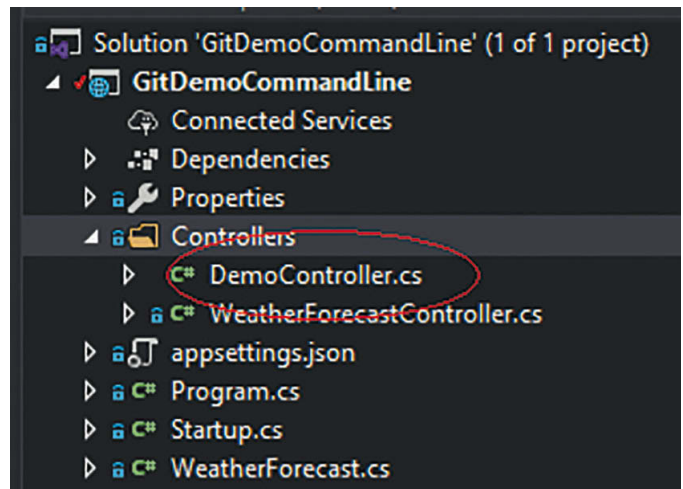 Solution 'GitDemoCommandLine' (1 of 1 project)
GitDemoCommandLine
Connected Services
Dependencies
Properties
Controllers
C# DemoController.cs
C# WeatherForecastController.cs
appsettings.json
C# Program.cs
C# Startup.cs
C# WeatherForecast.cs